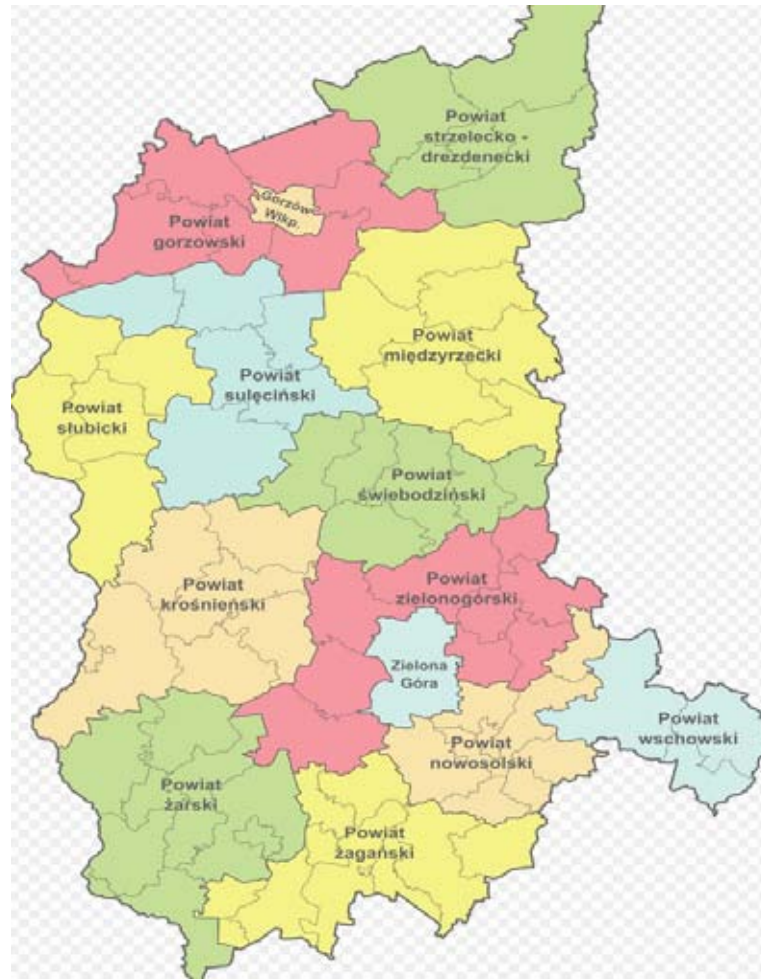 Powiat
strzelecko -
drezdenecki
Gorzów
Wlkp.
Powiat
gorzowski
Powiat
międzyrzecki
Powiat
sulęciński
Powiat
słubicki
Powiat
świebodziński
Powiat
krośnieński
Powiat
zielonogórski
Zielona
Góra
Powiat
wschowski
Powiat
nowosolski
Powiat
żarski
Powiat
żagański